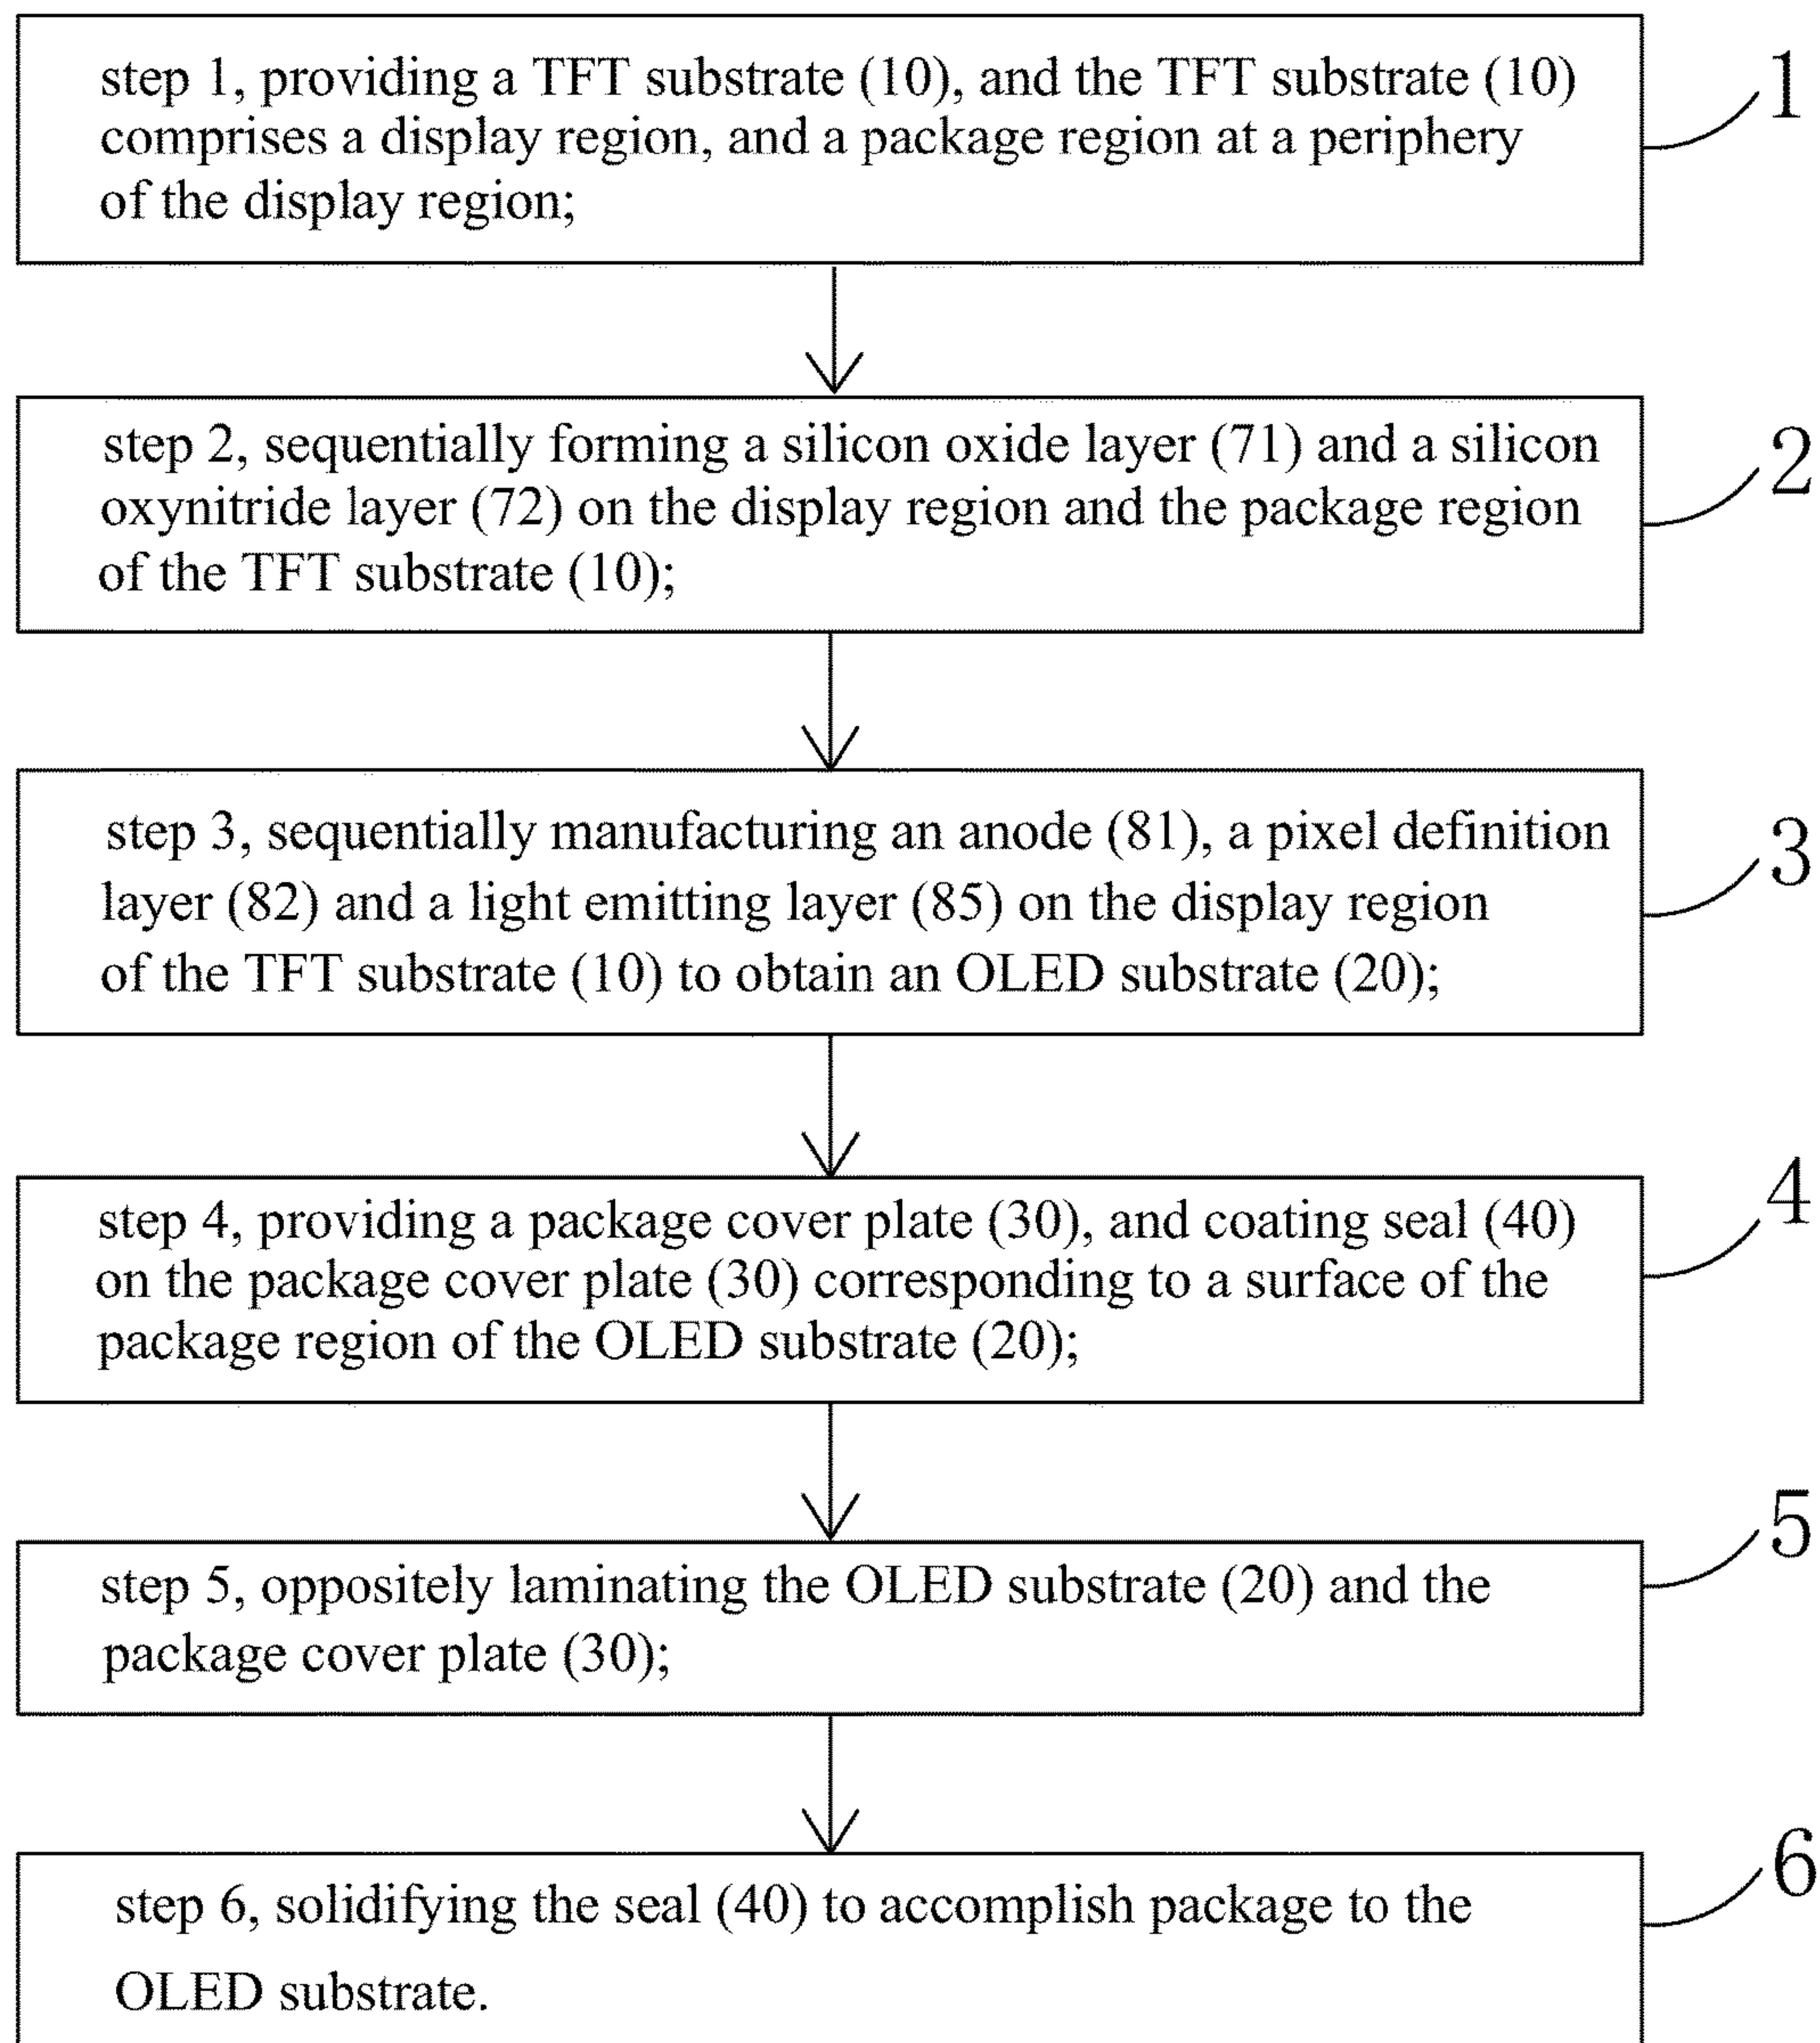 step 1, providing a TFT substrate (10), and the TFT substrate (10)
comprises a display region, and a package region at a periphery
of the display region;
1
step 2, sequentially forming a silicon oxide layer (71) and a silicon
oxynitride layer (72) on the display region and the package region
of the TFT substrate (10);
2
step 3, sequentially manufacturing an anode (81), a pixel definition
layer (82) and a light emitting layer (85) on the display region
of the TFT substrate (10) to obtain an OLED substrate (20);
3
step 4, providing a package cover plate (30), and coating seal (40)
on the package cover plate (30) corresponding to a surface of the
package region of the OLED substrate (20);
4
step 5, oppositely laminating the OLED substrate (20) and the
package cover plate (30);
5
step 6, solidifying the seal (40) to accomplish package to the
OLED substrate.
6